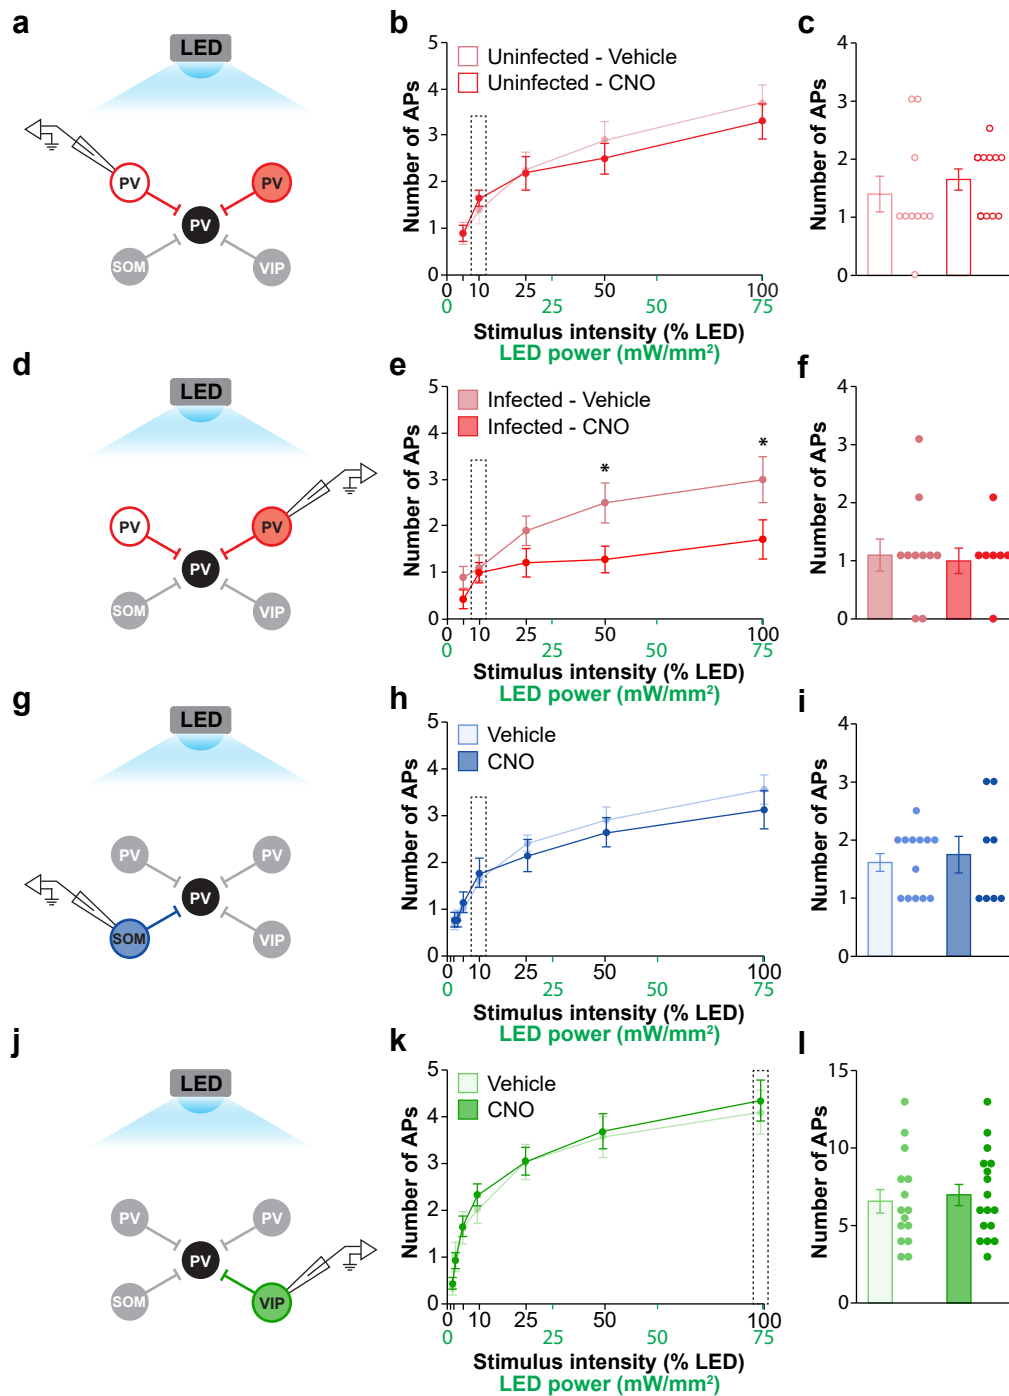 a
LED
PV
PV
PV
SOM
VIP
b
Number of APs
5
4
3
2
1
0
Uninfected - Vehicle
Uninfected - CNO
0 10 25 50 100
0 25 50 75
Stimulus intensity (% LED)
LED power (mW/mm²)
c
Number of APs
4
3
2
1
0
d
LED
PV
PV
PV
SOM
VIP
e
Number of APs
5
4
3
2
1
0
Infected - Vehicle
Infected - CNO
*
*
0 10 25 50 100
0 25 50 75
Stimulus intensity (% LED)
LED power (mW/mm²)
f
Number of APs
4
3
2
1
0
g
LED
PV
PV
PV
SOM
VIP
h
Number of APs
5
4
3
2
1
0
Vehicle
CNO
0 10 25 50 100
0 25 50 75
Stimulus intensity (% LED)
LED power (mW/mm²)
i
Number of APs
4
3
2
1
0
j
LED
PV
PV
PV
SOM
VIP
k
Number of APs
5
4
3
2
1
0
Vehicle
CNO
0 10 25 50 100
0 25 50 75
Stimulus intensity (% LED)
LED power (mW/mm²)
l
Number of APs
15
10
5
0